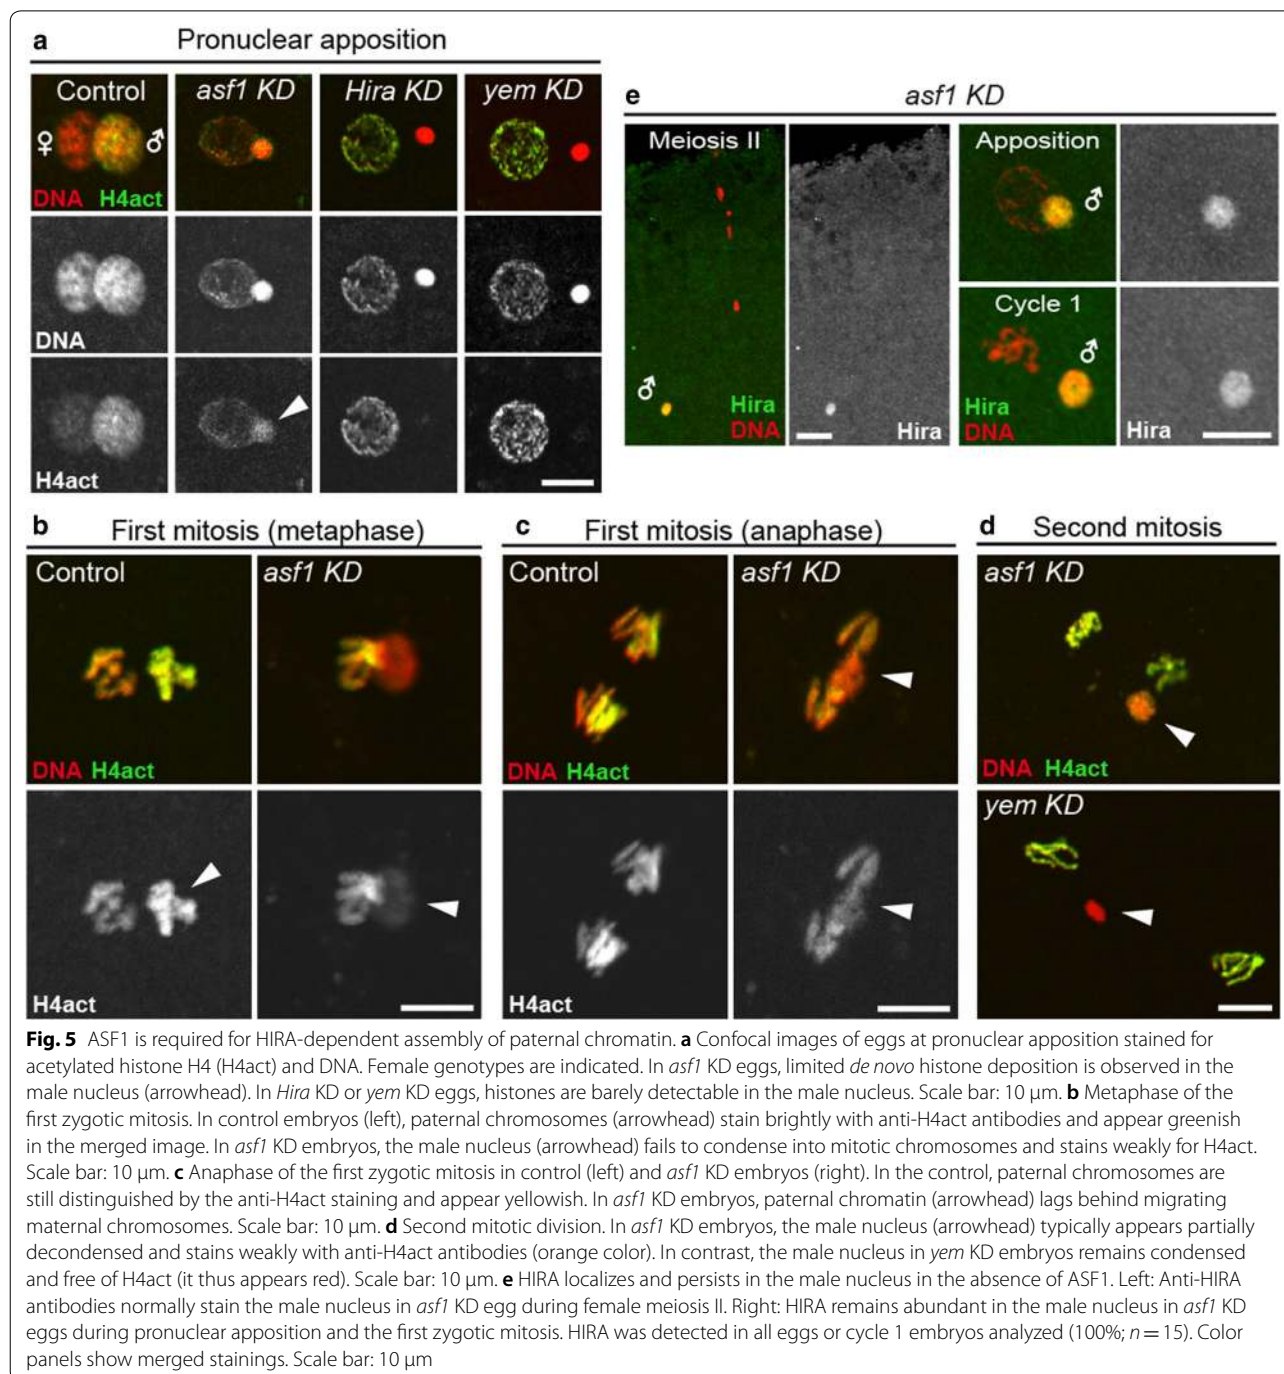 a
Pronuclear apposition
Control
asf1 KD
Hira KD
yem KD
♀
♂
DNA H4act
DNA
H4act
e
asf1 KD
Meiosis II
Apposition
♂
Cycle 1
♂
♂
Hira
DNA
Hira
Hira
DNA
Hira
b
First mitosis (metaphase)
Control
asf1 KD
DNA H4act
H4act
c
First mitosis (anaphase)
Control
asf1 KD
DNA H4act
H4act
d
Second mitosis
asf1 KD
DNA H4act
yem KD
Fig. 5 ASF1 is required for HIRA-dependent assembly of paternal chromatin. a Confocal images of eggs at pronuclear apposition stained for
acetylated histone H4 (H4act) and DNA. Female genotypes are indicated. In asf1 KD eggs, limited de novo histone deposition is observed in the
male nucleus (arrowhead). In Hira KD or yem KD eggs, histones are barely detectable in the male nucleus. Scale bar: 10 µm. b Metaphase of the
first zygotic mitosis. In control embryos (left), paternal chromosomes (arrowhead) stain brightly with anti-H4act antibodies and appear greenish
in the merged image. In asf1 KD embryos, the male nucleus (arrowhead) fails to condense into mitotic chromosomes and stains weakly for H4act.
Scale bar: 10 µm. c Anaphase of the first zygotic mitosis in control (left) and asf1 KD embryos (right). In the control, paternal chromosomes are
still distinguished by the anti-H4act staining and appear yellowish. In asf1 KD embryos, paternal chromatin (arrowhead) lags behind migrating
maternal chromosomes. Scale bar: 10 µm. d Second mitotic division. In asf1 KD embryos, the male nucleus (arrowhead) typically appears partially
decondensed and stains weakly with anti-H4act antibodies (orange color). In contrast, the male nucleus in yem KD embryos remains condensed
and free of H4act (it thus appears red). Scale bar: 10 µm. e HIRA localizes and persists in the male nucleus in the absence of ASF1. Left: Anti-HIRA
antibodies normally stain the male nucleus in asf1 KD egg during female meiosis II. Right: HIRA remains abundant in the male nucleus in asf1 KD
eggs during pronuclear apposition and the first zygotic mitosis. HIRA was detected in all eggs or cycle 1 embryos analyzed (100%; n = 15). Color
panels show merged stainings. Scale bar: 10 µm